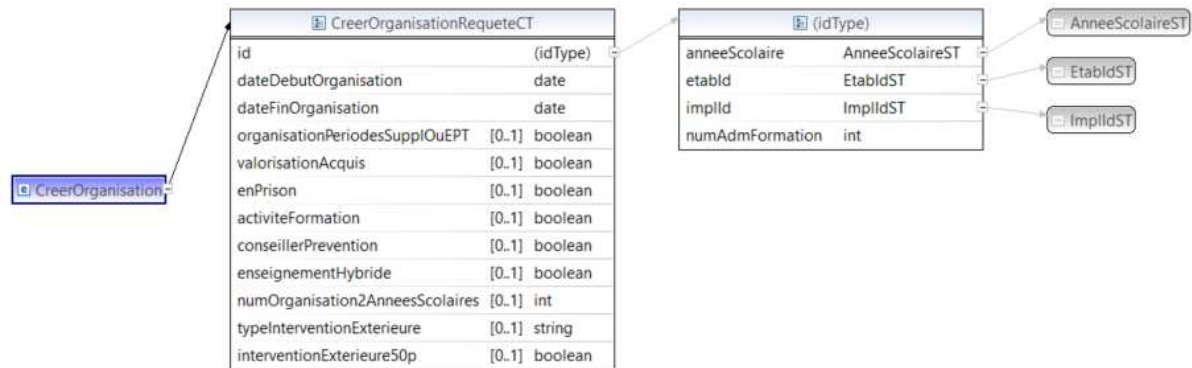 CreerOrganisation
CreerOrganisationRequeteCT
id (idType)
dateDebutOrganisation date
dateFinOrganisation date
organisationPeriodesSupplOuEPT [0..1] boolean
valorisationAcquis [0..1] boolean
enPrison [0..1] boolean
activiteFormation [0..1] boolean
conseillerPrevention [0..1] boolean
enseignementHybride [0..1] boolean
numOrganisation2AnneesScolaires [0..1] int
typeInterventionExterieure [0..1] string
interventionExterieure50p [0..1] boolean
(idType)
anneeScolaire AnneeScolaireST
etabId EtabIdST
implId ImplIdST
numAdmFormation int
AnneeScolaireST
EtabIdST
ImplIdST